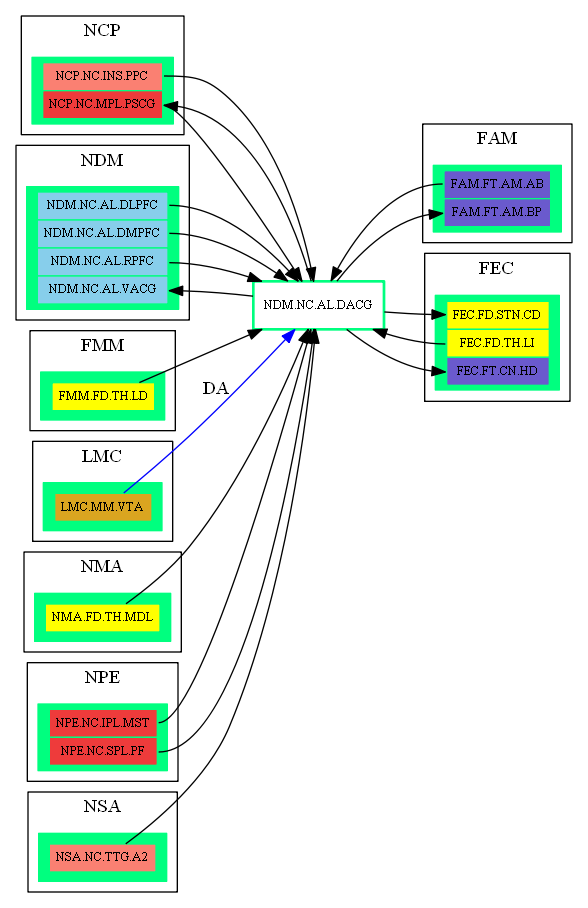 NCP
NCP.NC.INS.PPC
NCP.NC.MPL.PSCG
NDM
NDM.NC.AL.DLPFC
NDM.NC.AL.DMPFC
NDM.NC.AL.RPFC
NDM.NC.AL.VACG
FMM
FMM.FD.TH.LD
LMC
LMC.MM.VTA
NMA
NMA.FD.TH.MDL
NPE
NPE.NC.IPL.MST
NPE.NC.SPL.PF
NSA
NSA.NC.TTG.A2
DA
NDM.NC.AL.DACG
FAM
FAM.FT.AM.AB
FAM.FT.AM.BP
FEC
FEC.FD.STN.CD
FEC.FD.TH.LI
FEC.FT.CN.HD